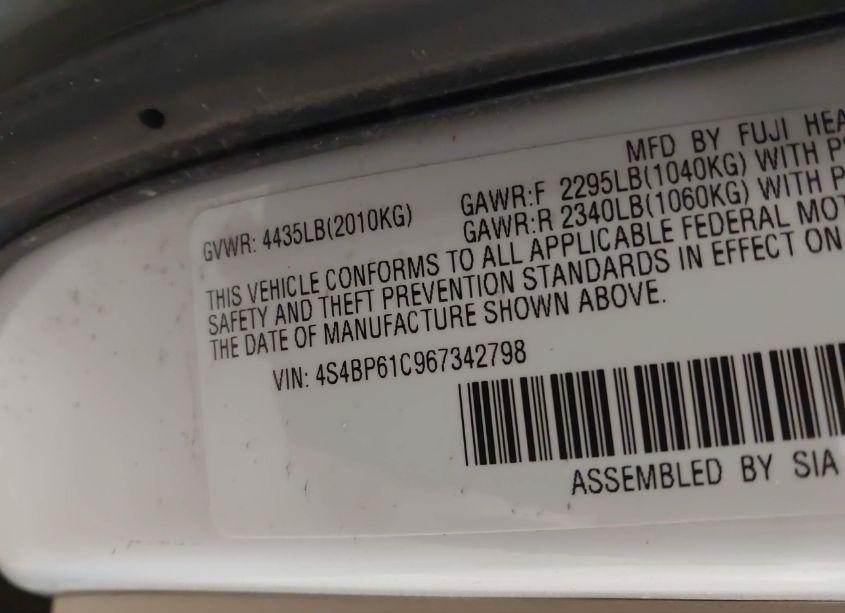 MFD BY FUJI HEA
GVWR: 4435LB(2010KG) GAWR:F 2295LB(1040KG) WITH P
GAWR:R 2340LB(1060KG) WITH P
THIS VEHICLE CONFORMS TO ALL APPLICABLE FEDERAL MOT
SAFETY AND THEFT PREVENTION STANDARDS IN EFFECT ON
THE DATE OF MANUFACTURE SHOWN ABOVE.
VIN: 4S4BP61C967342798
ASSEMBLED BY SIA